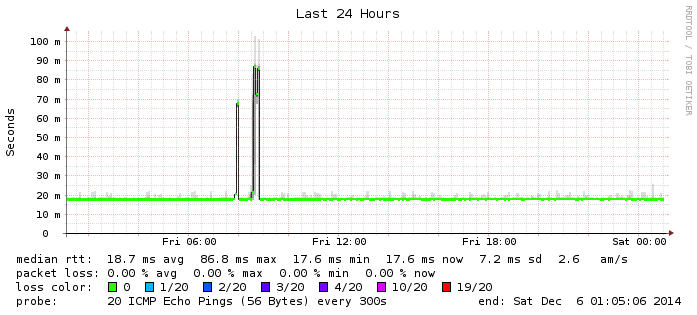 Last 24 Hours
RRDTOOL / TOBI OETIKER
Seconds
100 m
90 m
80 m
70 m
60 m
50 m
40 m
30 m
20 m
10 m
0
Fri 06:00 Fri 12:00 Fri 18:00 Sat 00:00
median rtt: 18.7 ms avg 86.8 ms max 17.6 ms min 17.6 ms now 7.2 ms sd 2.6 am/s
packet loss: 0.00 % avg 0.00 % max 0.00 % min 0.00 % now
loss color: 0 1/20 2/20 3/20 4/20 10/20 19/20
probe: 20 ICMP Echo Pings (56 Bytes) every 300s end: Sat Dec 6 01:05:06 2014